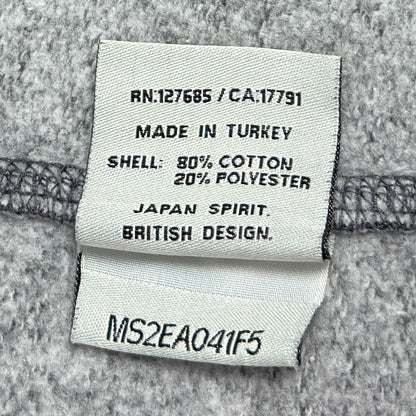 RN:127685 / CA:17791
MADE IN TURKEY
SHELL: 80% COTTON
20% POLYESTER
JAPAN SPIRIT.
BRITISH DESIGN.
MS2EA041F5